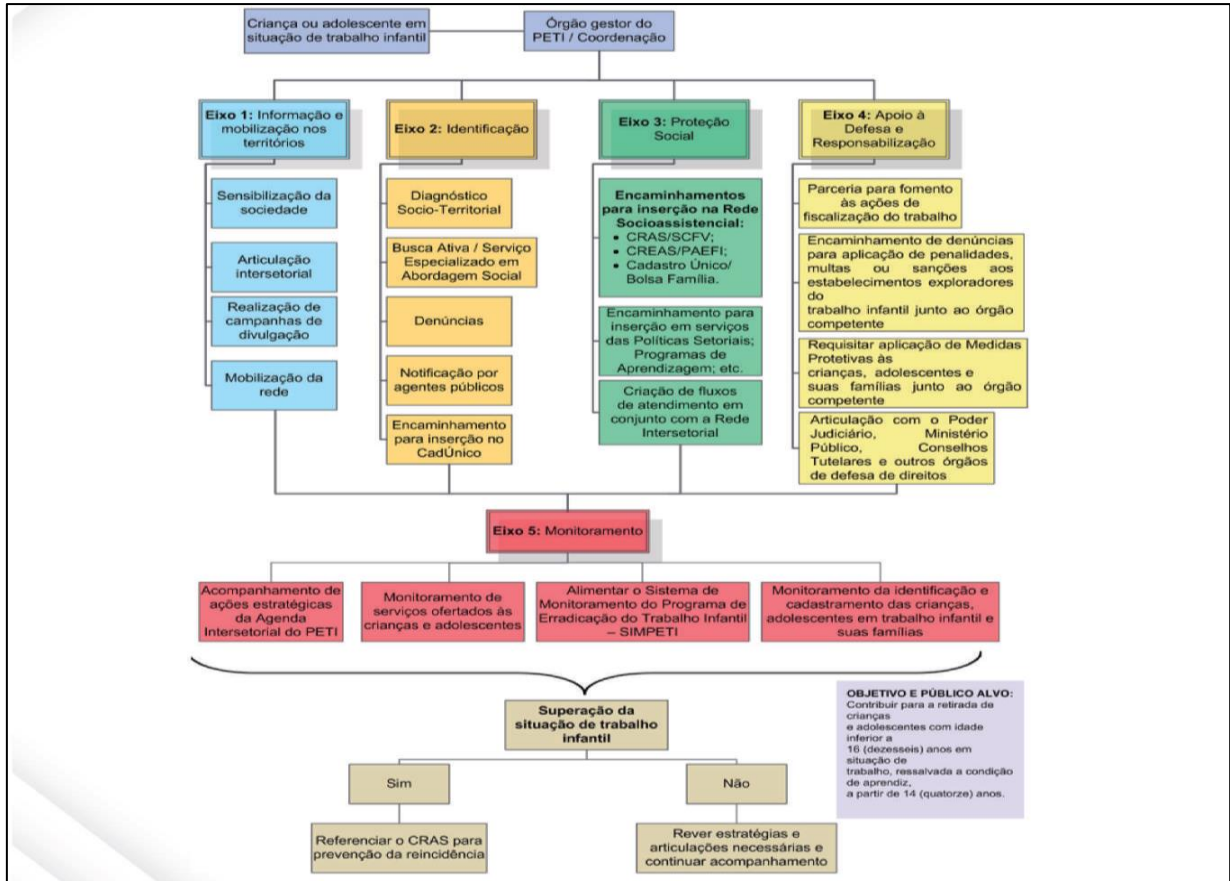 Criança ou adolescente em
situação de trabalho infantil
Órgão gestor do
PETI / Coordenação
Eixo 1: Informação e
mobilização nos
territórios
Sensibilização da
sociedade
Articulação
intersetorial
Realização de
campanhas de
divulgação
Mobilização da
rede
Eixo 2: Identificação
Diagnóstico
Socio-Territorial
Busca Ativa / Serviço
Especializado em
Abordagem Social
Denúncias
Notificação por
agentes públicos
Encaminhamento
para inserção no
CadÚnico
Eixo 3: Proteção
Social
Encaminhamentos
para inserção na Rede
Socioassistencial:
• CRAS/SCFV;
• CREAS/PAEFI;
• Cadastro Único/
Bolsa Família.
Encaminhamento para
inserção em serviços
das Políticas Setoriais;
Programas de
Aprendizagem; etc.
Criação de fluxos
de atendimento em
conjunto com a Rede
Intersetorial
Eixo 4: Apoio à
Defesa e
Responsabilização
Parceria para fomento
às ações de
fiscalização do trabalho
Encaminhamento de denúncias
para aplicação de penalidades,
multas ou sanções aos
estabelecimentos exploradores
do
trabalho infantil junto ao órgão
competente
Requisitar aplicação de Medidas
Protetivas às
crianças, adolescentes e
suas famílias junto ao órgão
competente
Articulação com o Poder
Judiciário, Ministério
Público, Conselhos
Tutelares e outros órgãos
de defesa de direitos
Eixo 5: Monitoramento
Acompanhamento de
ações estratégicas
da Agenda
Intersetorial do PETI
Monitoramento de
serviços ofertados às
crianças e adolescentes
Alimentar o Sistema de
Monitoramento do Programa de
Erradicação do Trabalho Infantil
– SIMPETI
Monitoramento da identificação e
cadastramento das crianças,
adolescentes em trabalho infantil e
suas famílias
Superação da
situação de trabalho
infantil
Sim
Não
Referenciar o CRAS para
prevenção da reincidência
Rever estratégias e
articulações necessárias e
continuar acompanhamento
OBJETIVO E PÚBLICO ALVO:
Contribuir para a retirada de
crianças
e adolescentes com idade
inferior a
16 (dezesseis) anos em
situação de
trabalho, ressalvada a condição
de aprendiz,
a partir de 14 (quatorze) anos.